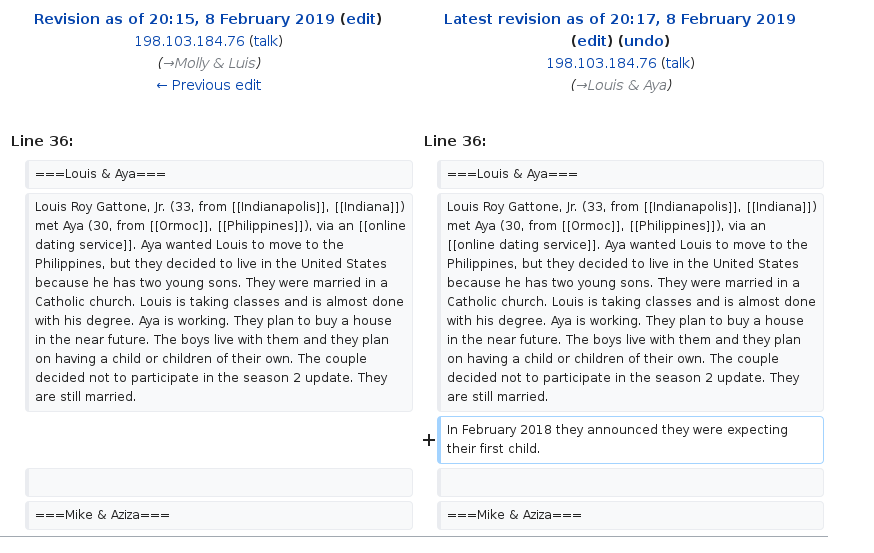 Revision as of 20:15, 8 February 2019 (edit)
198.103.184.76 (talk)
(→Molly & Luis)
← Previous edit
Latest revision as of 20:17, 8 February 2019
(edit) (undo)
198.103.184.76 (talk)
(→Louis & Aya)
Line 36:
Line 36:
===Louis & Aya===
===Louis & Aya===
Louis Roy Gattone, Jr. (33, from [[Indianapolis]], [[Indiana]])
met Aya (30, from [[Ormoc]], [[Philippines]]), via an [[online
dating service]]. Aya wanted Louis to move to the
Philippines, but they decided to live in the United States
because he has two young sons. They were married in a
Catholic church. Louis is taking classes and is almost done
with his degree. Aya is working. They plan to buy a house
in the near future. The boys live with them and they plan
on having a child or children of their own. The couple
decided not to participate in the season 2 update. They
are still married.
Louis Roy Gattone, Jr. (33, from [[Indianapolis]], [[Indiana]])
met Aya (30, from [[Ormoc]], [[Philippines]]), via an
[[online dating service]]. Aya wanted Louis to move to the
Philippines, but they decided to live in the United States
because he has two young sons. They were married in a
Catholic church. Louis is taking classes and is almost done
with his degree. Aya is working. They plan to buy a house
in the near future. The boys live with them and they plan
on having a child or children of their own. The couple
decided not to participate in the season 2 update. They
are still married.
+ In February 2018 they announced they were expecting
their first child.
===Mike & Aziza===
===Mike & Aziza===